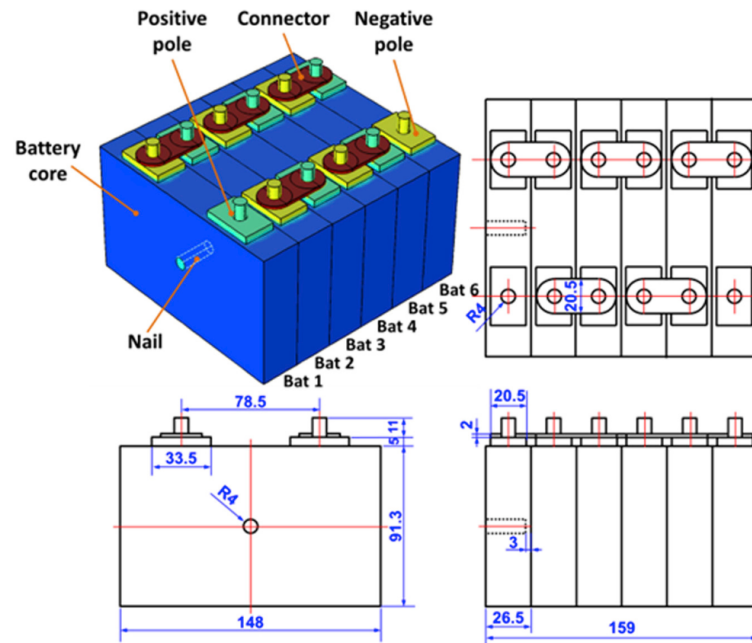 Positive
pole
Connector
Negative
pole
Battery
core
Nail
Bat 1
Bat 2
Bat 3
Bat 4
Bat 5
Bat 6
R4
20.5
78.5
11
5
33.5
R4
91.3
148
20.5
2
3
26.5
159